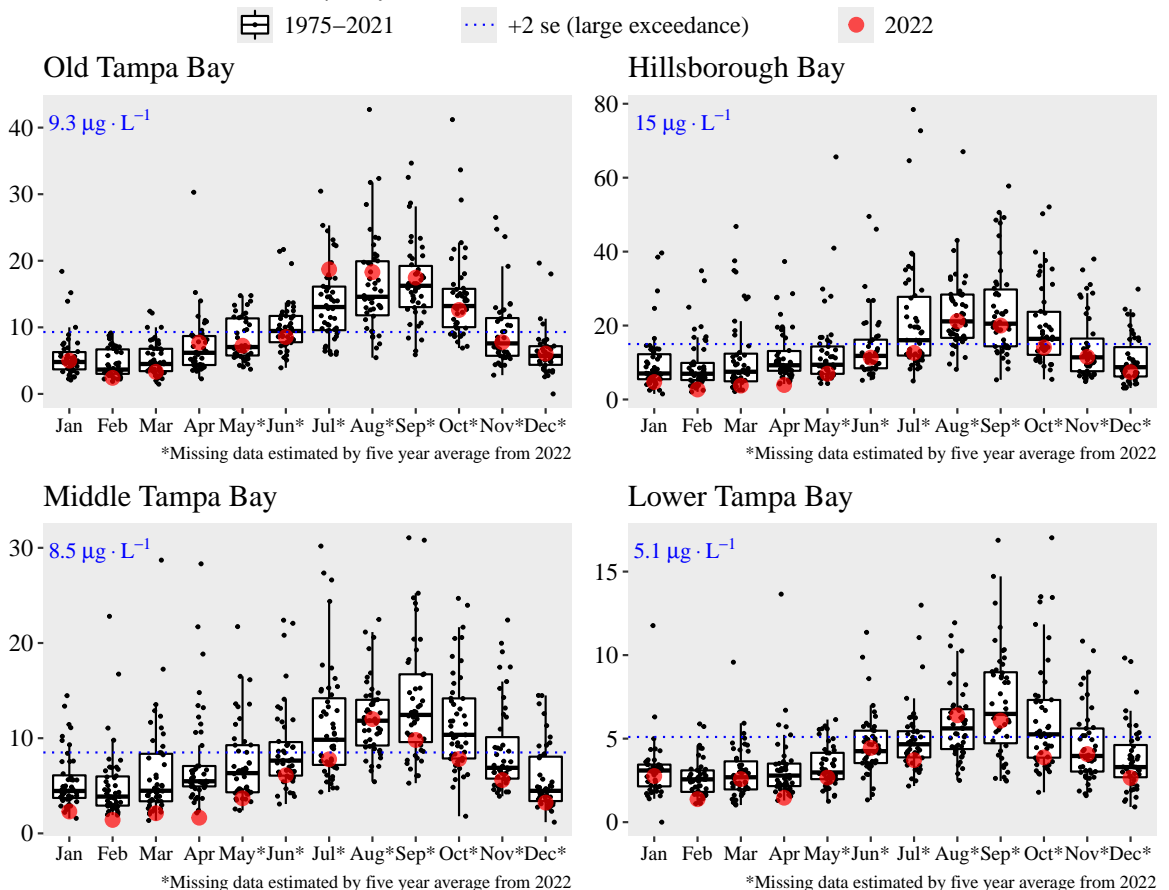 1975–2021 +2 se (large exceedance) 2022
Old Tampa Bay
9.3 μg · L⁻¹
40
30
20
10
0
Jan Feb Mar Apr May* Jun* Jul* Aug* Sep* Oct* Nov* Dec*
*Missing data estimated by five year average from 2022
Hillsborough Bay
15 μg · L⁻¹
80
60
40
20
0
Jan Feb Mar Apr May* Jun* Jul* Aug* Sep* Oct* Nov* Dec*
*Missing data estimated by five year average from 2022
Middle Tampa Bay
8.5 μg · L⁻¹
30
20
10
0
Jan Feb Mar Apr May* Jun* Jul* Aug* Sep* Oct* Nov* Dec*
*Missing data estimated by five year average from 2022
Lower Tampa Bay
5.1 μg · L⁻¹
15
10
5
0
Jan Feb Mar Apr May* Jun* Jul* Aug* Sep* Oct* Nov* Dec*
*Missing data estimated by five year average from 2022